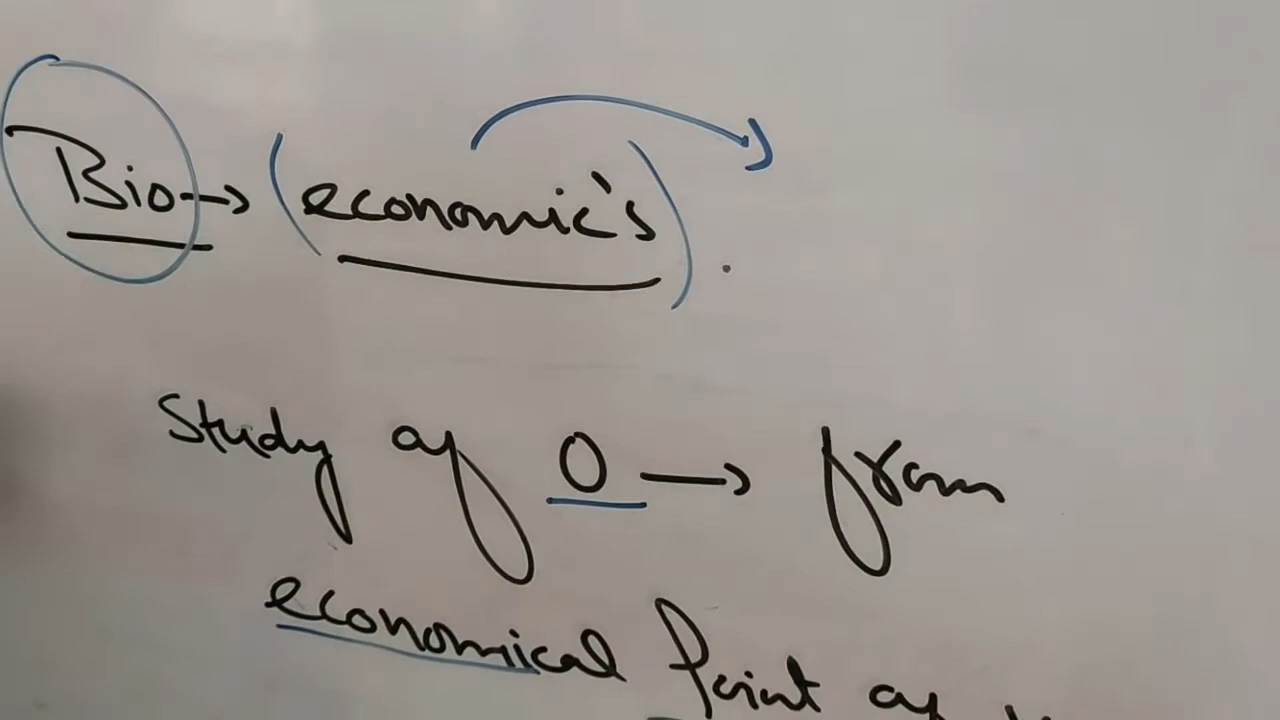 Bio → (economic's).
Study of O → from
economical Point of